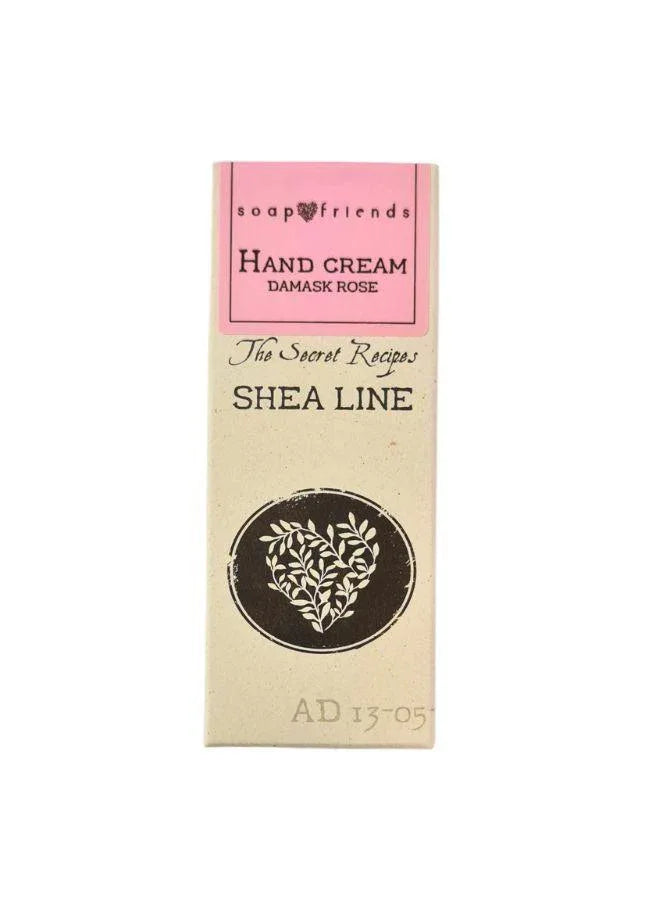 soap friends
HAND CREAM
DAMASK ROSE
The Secret Recipes
SHEA LINE
AD 13-05-